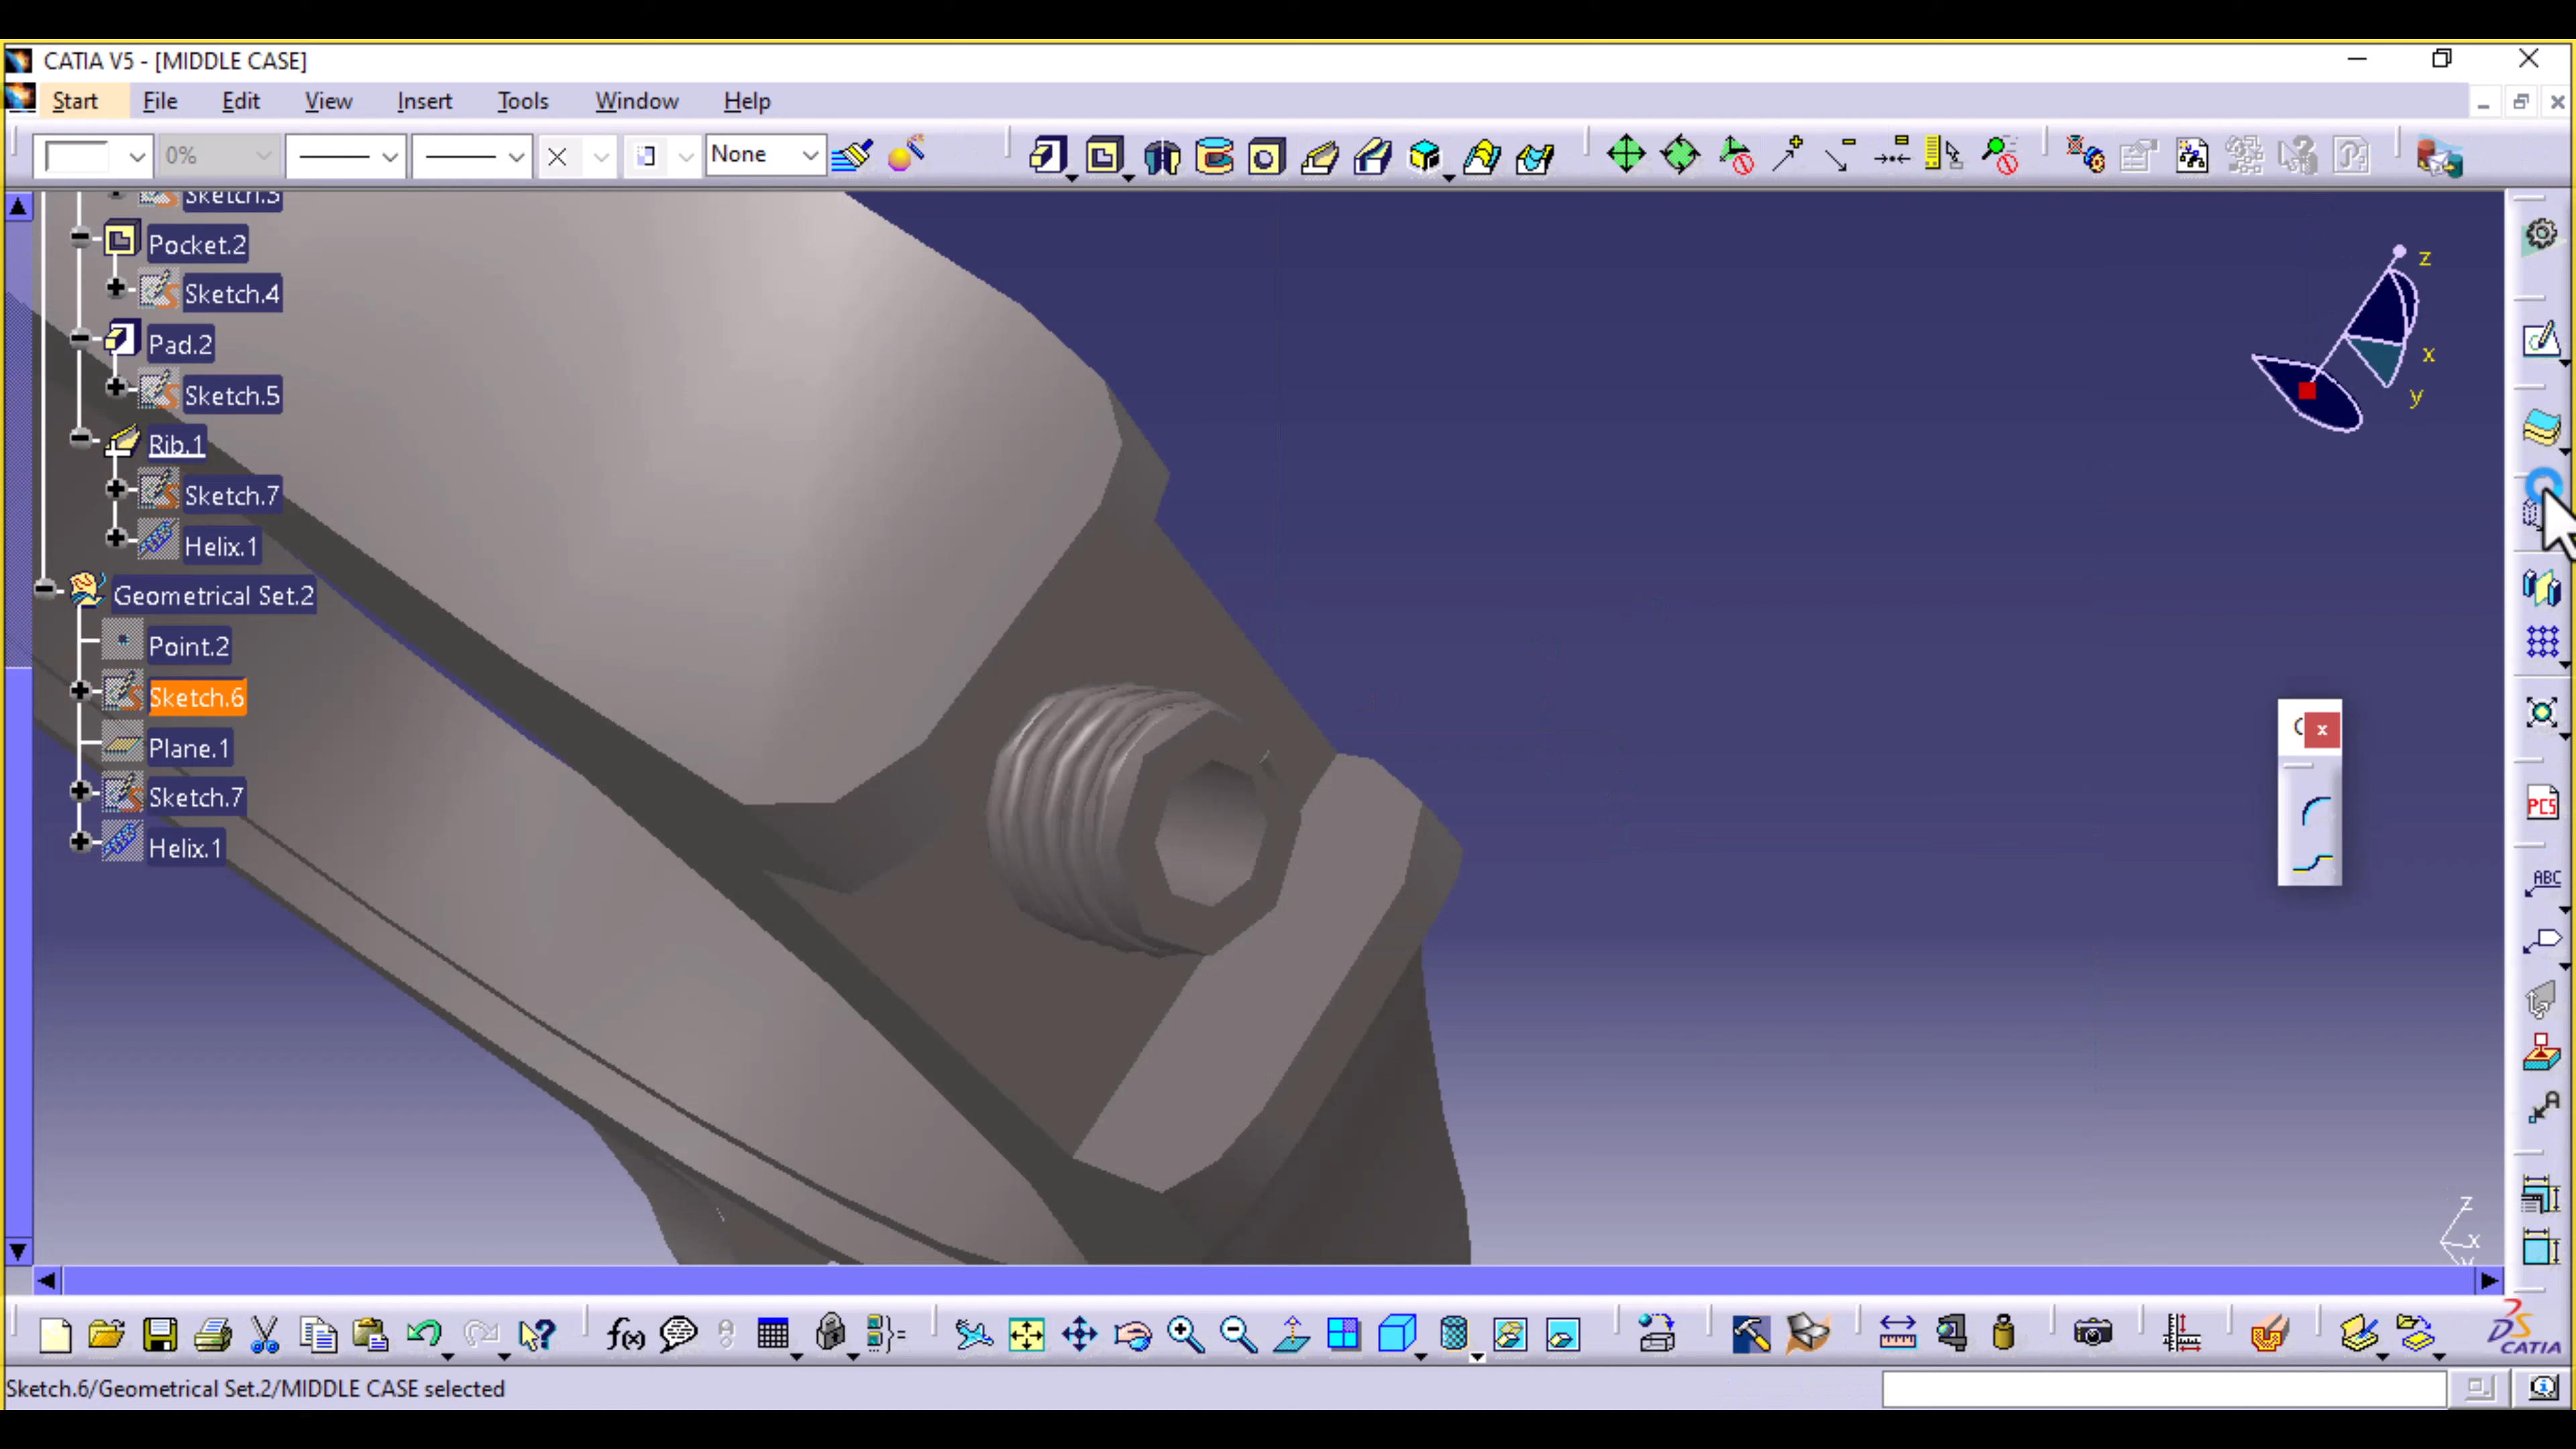 CATIA V5 - [MIDDLE CASE]
Start File Edit View Insert Tools Window Help
0%
None
Pocket.2
Sketch.4
Pad.2
Sketch.5
Rib.1
Sketch.7
Helix.1
Geometrical Set.2
Point.2
Sketch.6
Plane.1
Sketch.7
Helix.1
z
x
y
x
PCS
ABC
A
z
x
f(x)
DS
CATIA
Sketch.6/Geometrical Set.2/MIDDLE CASE selected